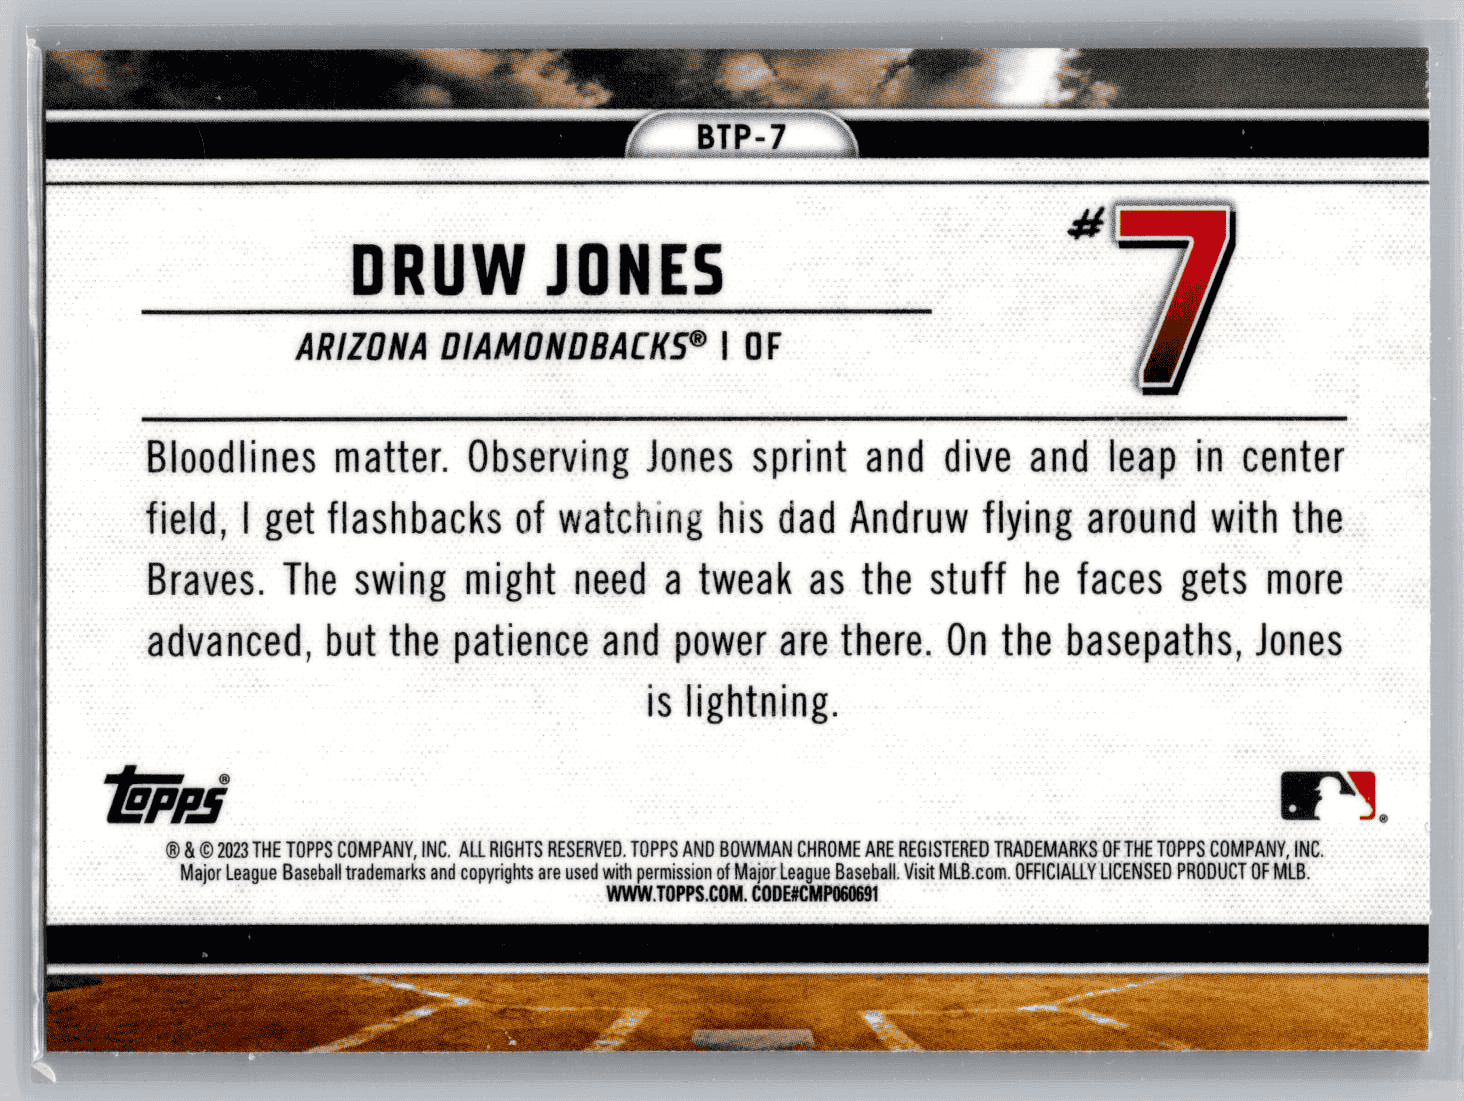 BTP-7
#7
DRUW JONES
ARIZONA DIAMONDBACKS® | OF
Bloodlines matter. Observing Jones sprint and dive and leap in center
field, I get flashbacks of watching his dad Andruw flying around with the
Braves. The swing might need a tweak as the stuff he faces gets more
advanced, but the patience and power are there. On the basepaths, Jones
is lightning.
topps®
®
® & © 2023 THE TOPPS COMPANY, INC. ALL RIGHTS RESERVED. TOPPS AND BOWMAN CHROME ARE REGISTERED TRADEMARKS OF THE TOPPS COMPANY, INC.
Major League Baseball trademarks and copyrights are used with permission of Major League Baseball. Visit MLB.com. OFFICIALLY LICENSED PRODUCT OF MLB.
WWW.TOPPS.COM. CODE#CMP060691